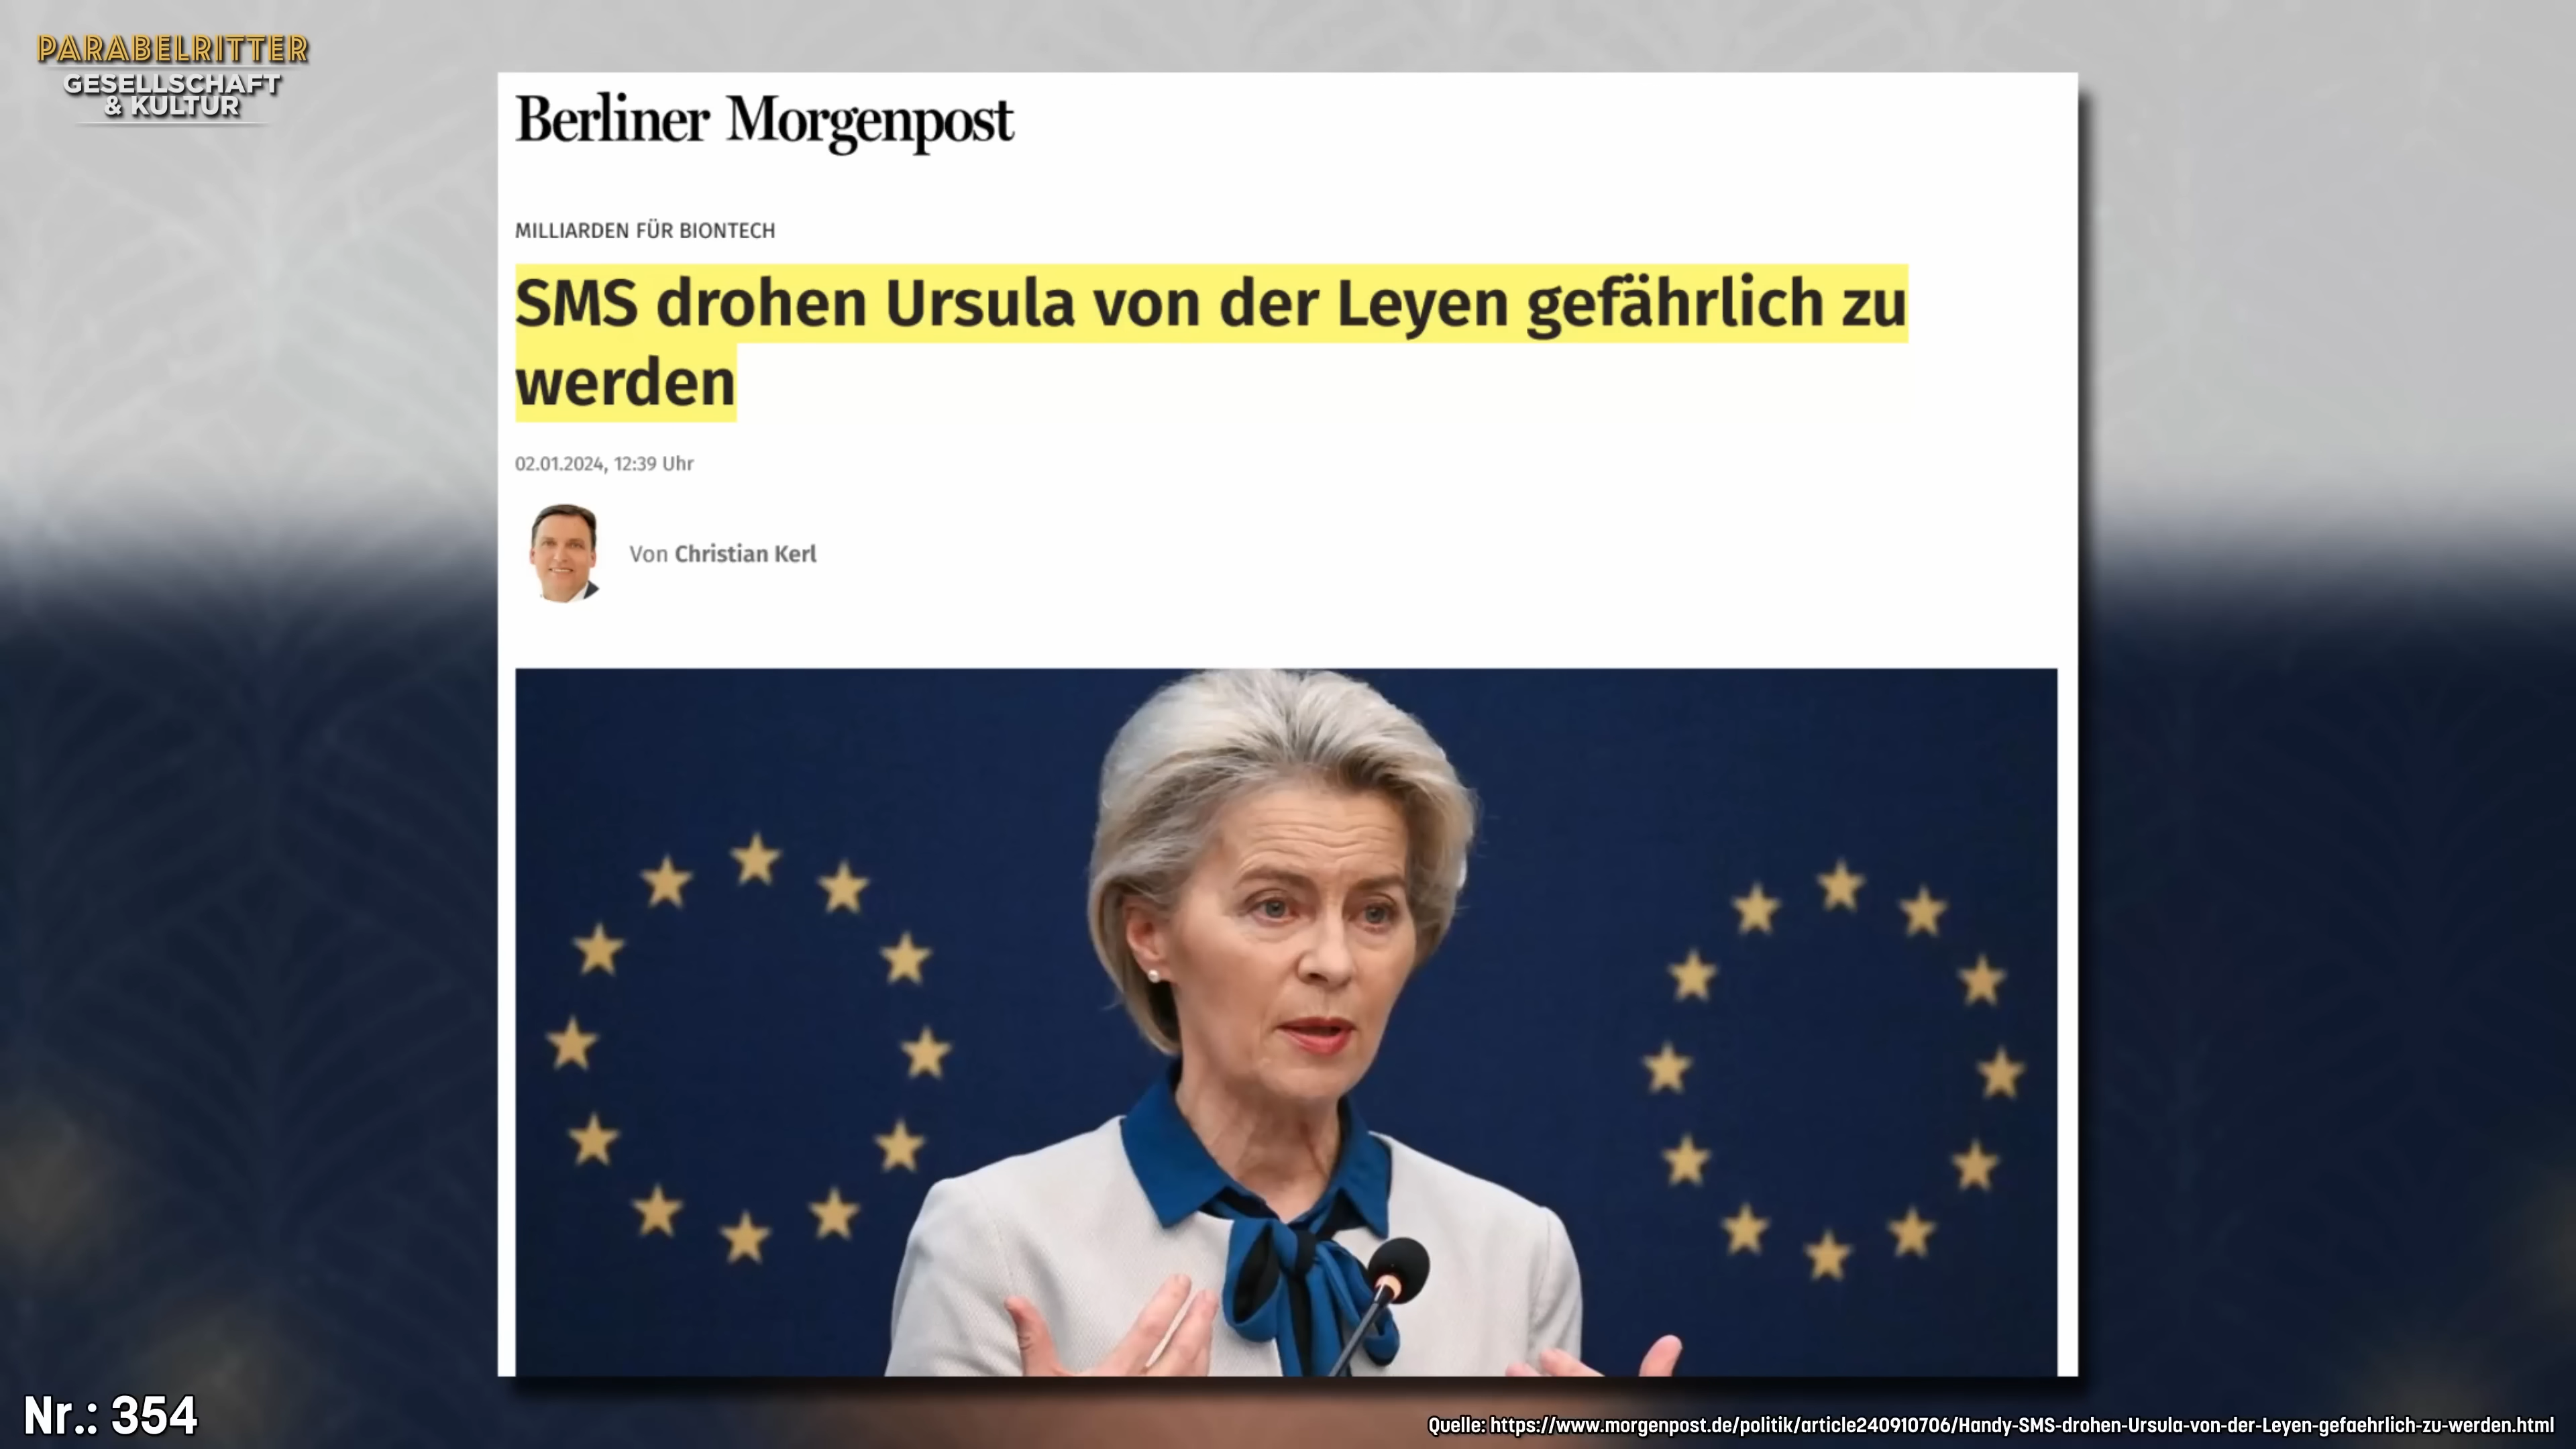 PARABELRITTER
GESELLSCHAFT
& KULTUR
Berliner Morgenpost
MILLIARDEN FÜR BIONTECH
SMS drohen Ursula von der Leyen gefährlich zu
werden
02.01.2024, 12:39 Uhr
Von Christian Kerl
Nr.: 354
Quelle: https://www.morgenpost.de/politik/article240910706/Handy-SMS-drohen-Ursula-von-der-Leyen-gefaehrlich-zu-werden.html